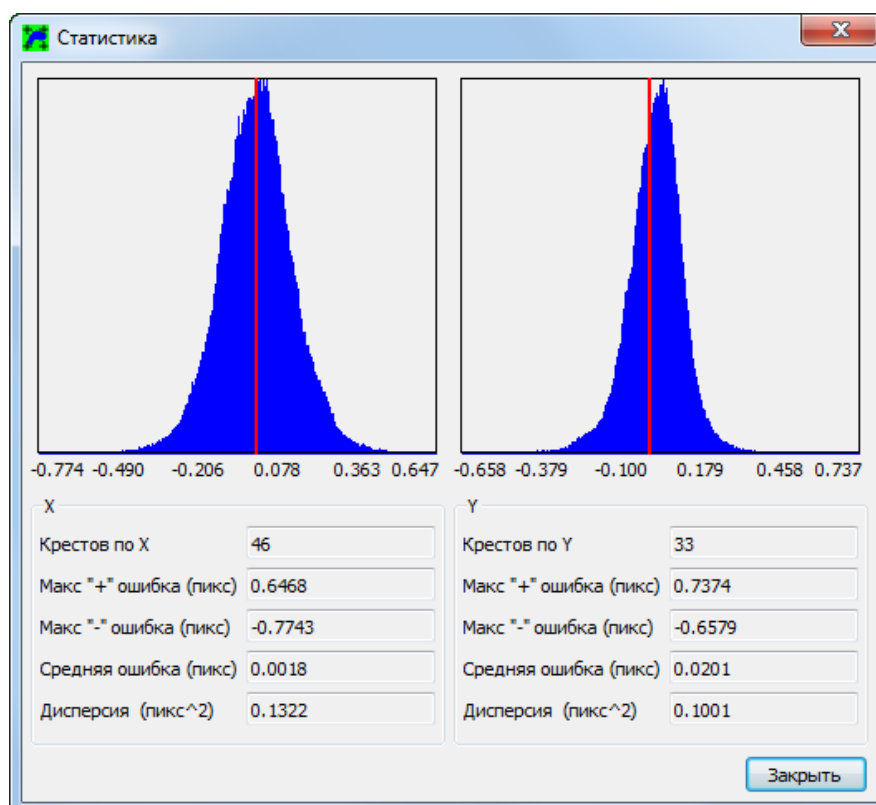 Статистика
-0.774 -0.490 -0.206 0.078 0.363 0.647
-0.658 -0.379 -0.100 0.179 0.458 0.737
X
Крестов по X 46
Макс "+" ошибка (пикс) 0.6468
Макс "-" ошибка (пикс) -0.7743
Средняя ошибка (пикс) 0.0018
Дисперсия (пикс^2) 0.1322
Y
Крестов по Y 33
Макс "+" ошибка (пикс) 0.7374
Макс "-" ошибка (пикс) -0.6579
Средняя ошибка (пикс) 0.0201
Дисперсия (пикс^2) 0.1001
Закрыть